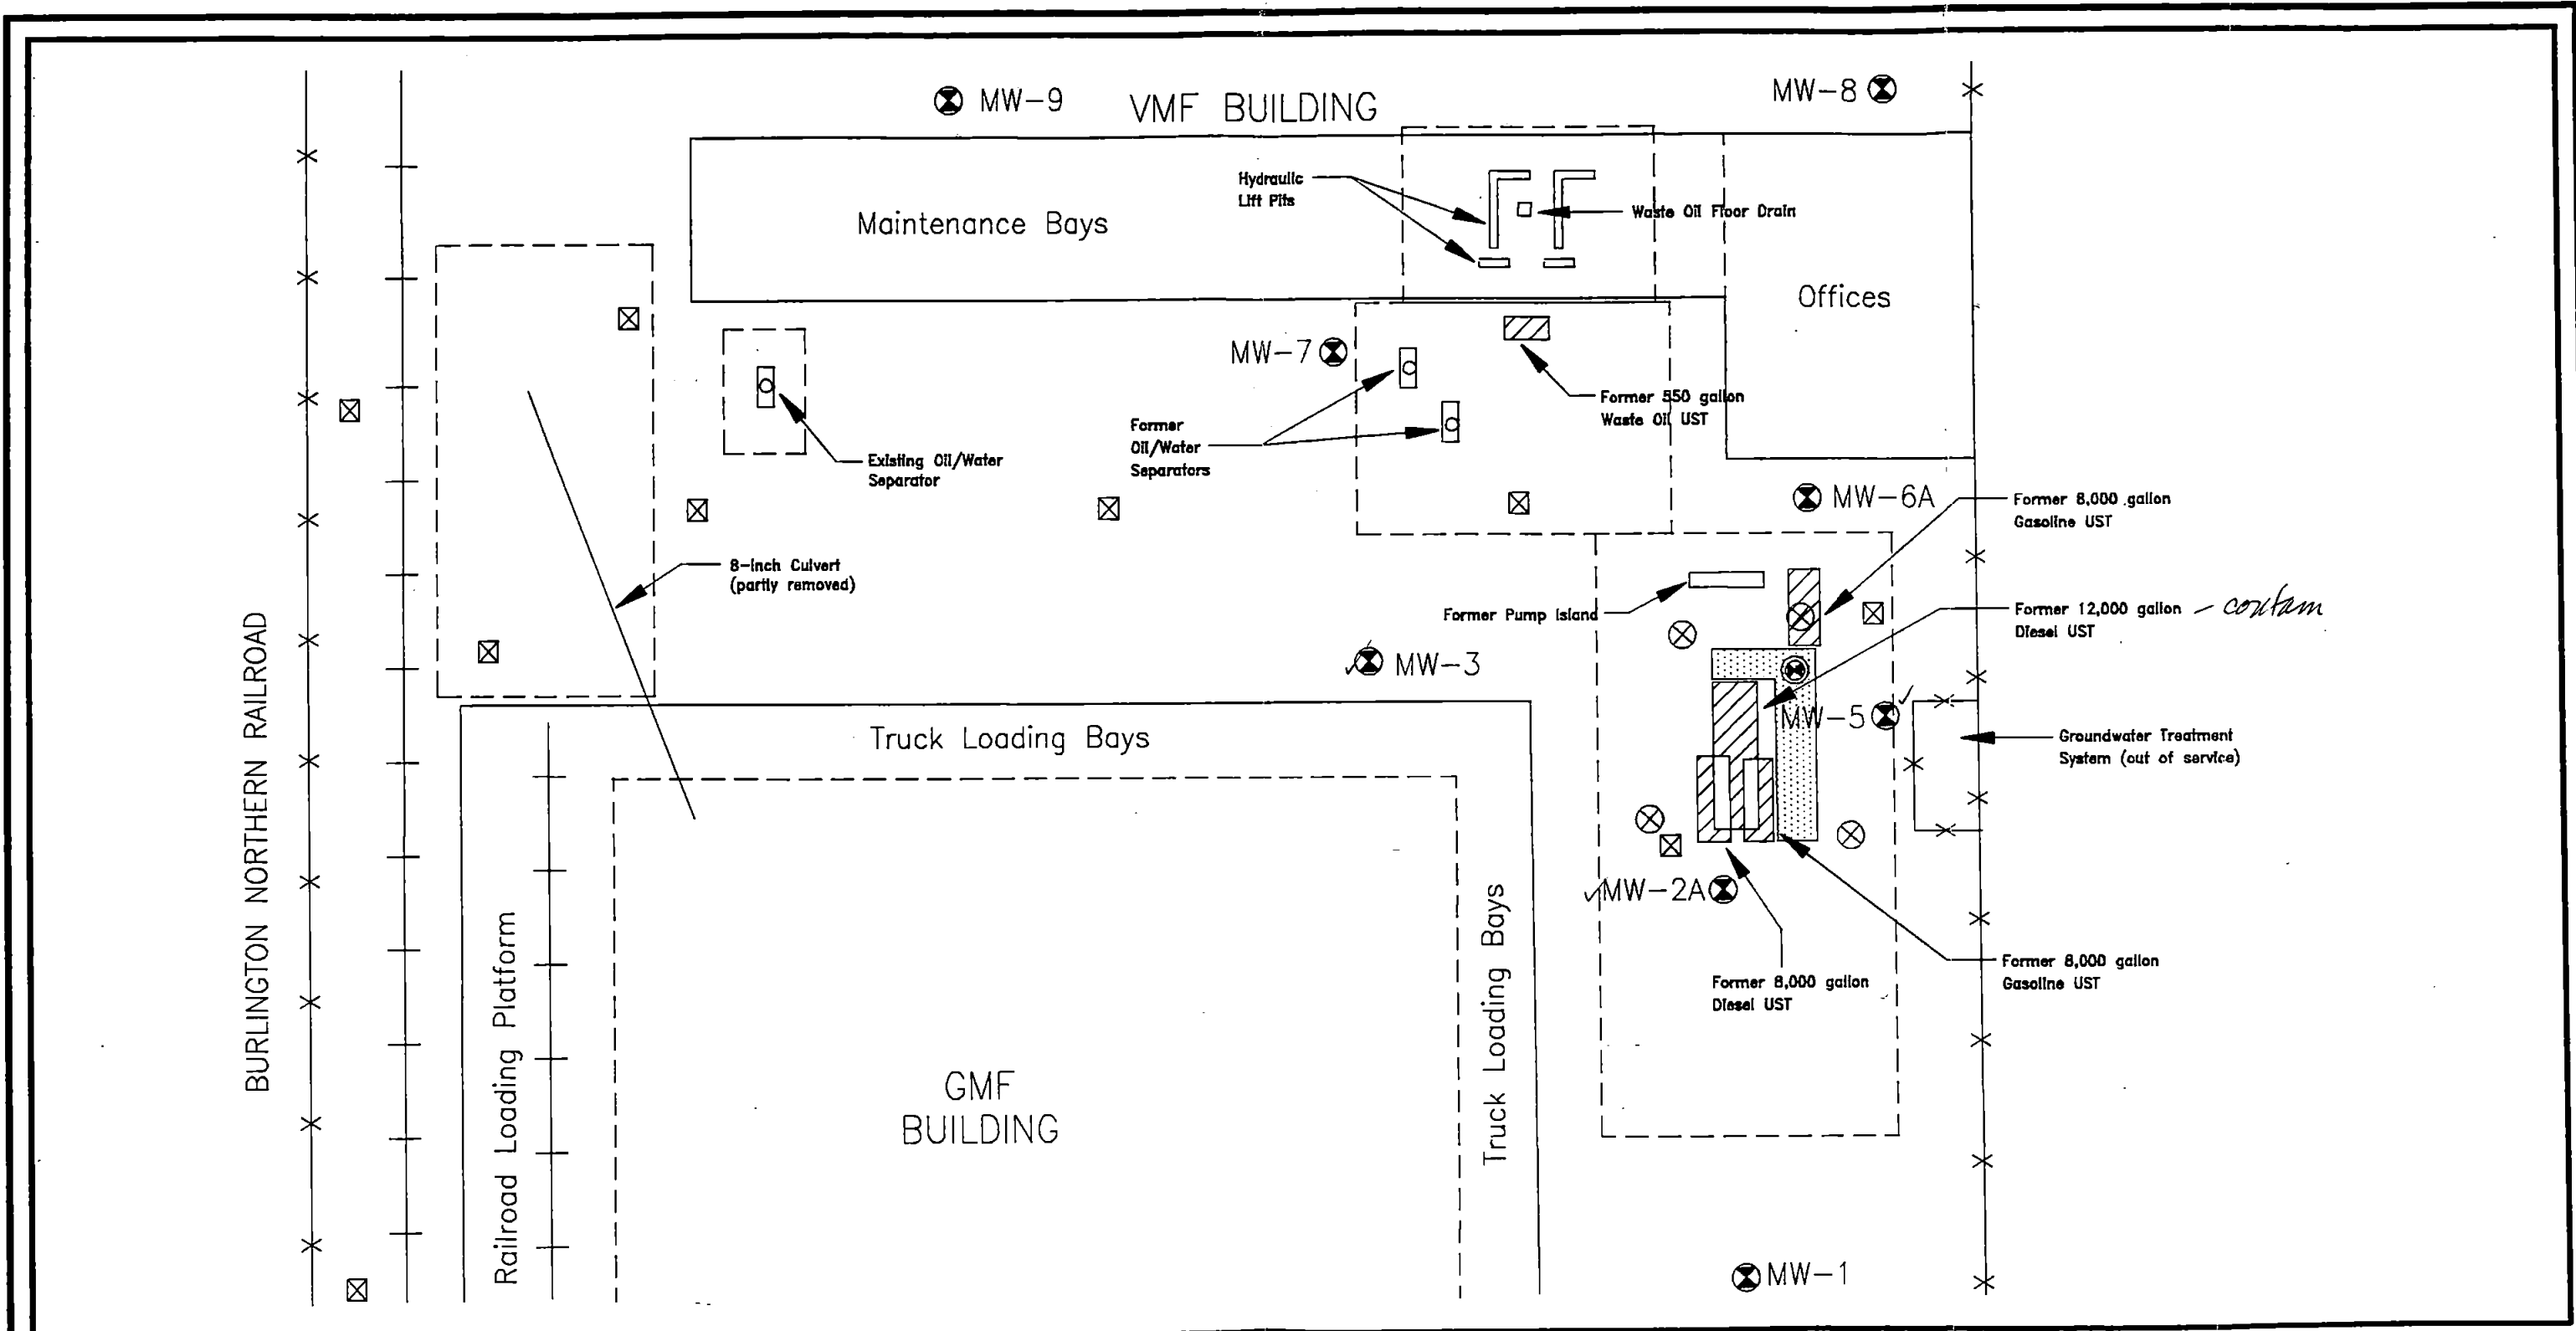 MW-9
VMF BUILDING
MW-8
Hydraulic
Lift Pits
Waste Oil Floor Drain
Maintenance Bays
Offices
MW-7
Former 550 gallon
Waste Oil UST
Former
Oil/Water
Separators
Existing Oil/Water
Separator
MW-6A
Former 8,000 gallon
Gasoline UST
8-inch Culvert
(partly removed)
Former Pump Island
Former 12,000 gallon - contam
Diesel UST
MW-3
MW-5
Truck Loading Bays
Groundwater Treatment
System (out of service)
BURLINGTON NORTHERN RAILROAD
MW-2A
Railroad Loading Platform
Truck Loading Bays
Former 8,000 gallon
Diesel UST
Former 8,000 gallon
Gasoline UST
GMF
BUILDING
MW-1